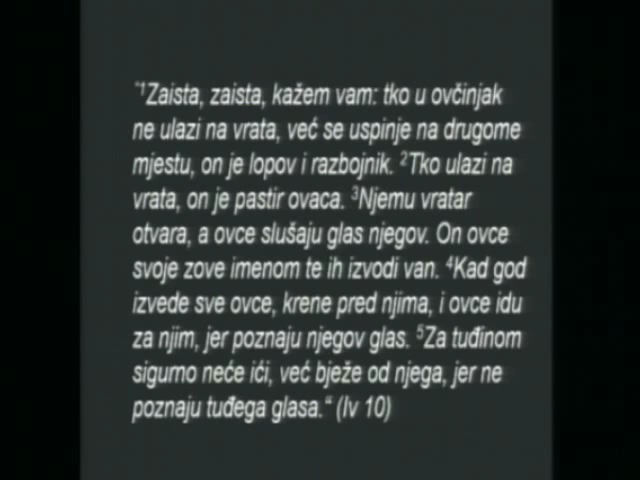 "¹Zaista, zaista, kažem vam: tko u ovčinjak
ne ulazi na vrata, već se uspinje na drugome
mjestu, on je lopov i razbojnik. ²Tko ulazi na
vrata, on je pastir ovaca. ³Njemu vratar
otvara, a ovce slušaju glas njegov. On ovce
svoje zove imenom te ih izvodi van. ⁴Kad god
izvede sve ovce, krene pred njima, i ovce idu
za njim, jer poznaju njegov glas. ⁵Za tuđinom
sigurno neće ići, već bježe od njega, jer ne
poznaju tuđega glasa.“ (Iv 10)